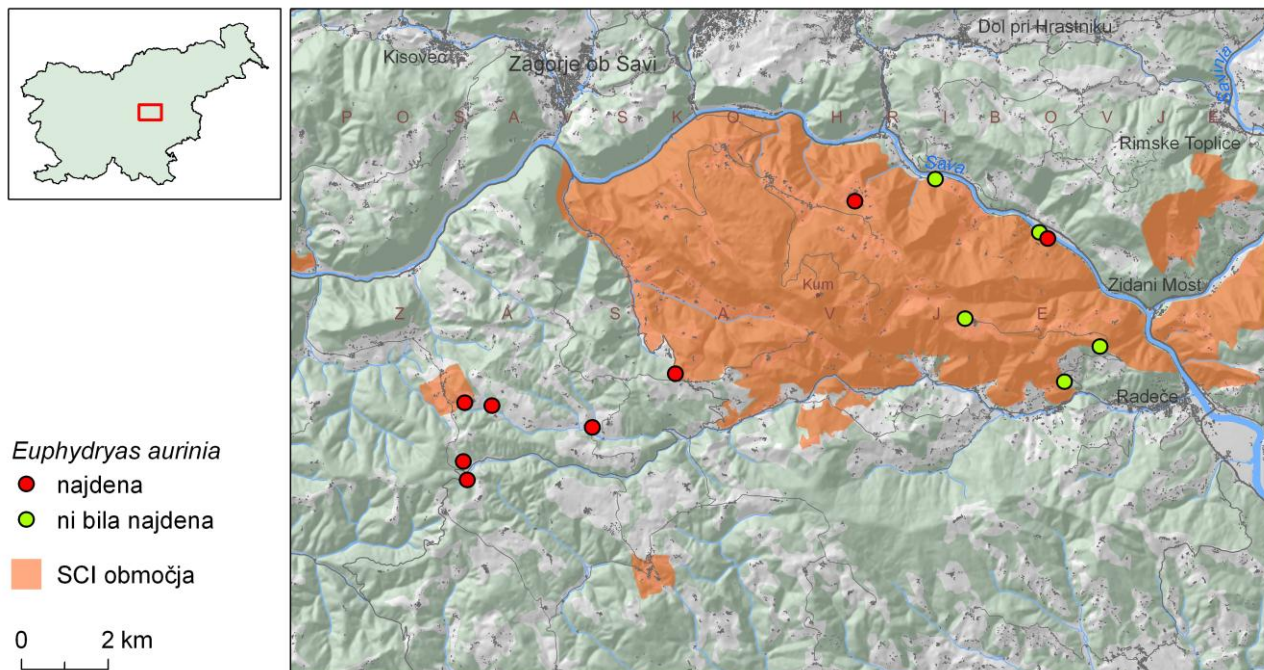 Dol pri Hrastniku
Kisovec
Zagorje ob Savi
Savinja
P O S A V S K O H R I B O V J E
Rimske Toplice
Sava
Kum
Zidani Most
Z A S A V J E
Radeče
Euphydryas aurinia
najdena
ni bila najdena
SCI območja
0 2 km